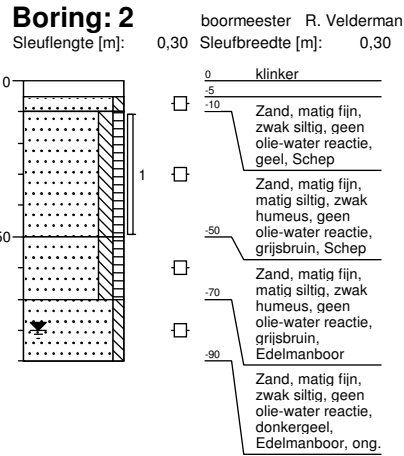 Boring: 2
boormeester R. Velderman
Sleuflengte [m]: 0,30 Sleufbreedte [m]: 0,30
0
50
1
0 klinker
-5
-10
Zand, matig fijn,
zwak siltig, geen
olie-water reactie,
geel, Schep
Zand, matig fijn,
matig siltig, zwak
humeus, geen
-50 olie-water reactie,
grijsbruin, Schep
Zand, matig fijn,
-70 matig siltig, zwak
humeus, geen
olie-water reactie,
grijsbruin,
-90 Edelmanboor
Zand, matig fijn,
zwak siltig, geen
olie-water reactie,
donkergeel,
Edelmanboor, ong.